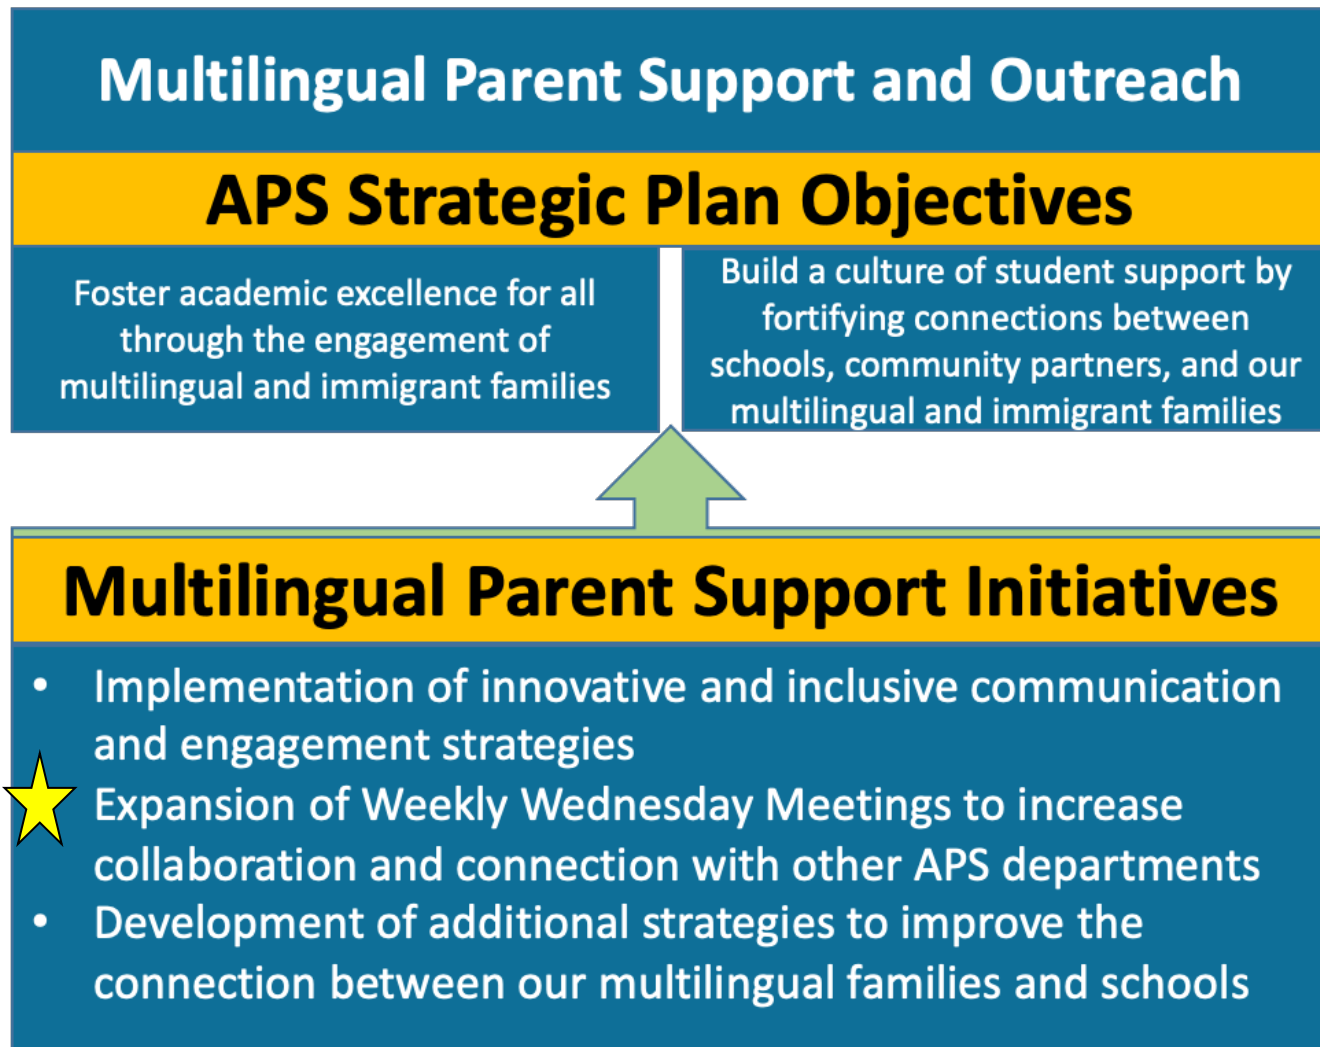 Multilingual Parent Support and Outreach
APS Strategic Plan Objectives
Foster academic excellence for all
through the engagement of
multilingual and immigrant families
Build a culture of student support by
fortifying connections between
schools, community partners, and our
multilingual and immigrant families
Multilingual Parent Support Initiatives
• Implementation of innovative and inclusive communication
and engagement strategies
Expansion of Weekly Wednesday Meetings to increase
collaboration and connection with other APS departments
• Development of additional strategies to improve the
connection between our multilingual families and schools